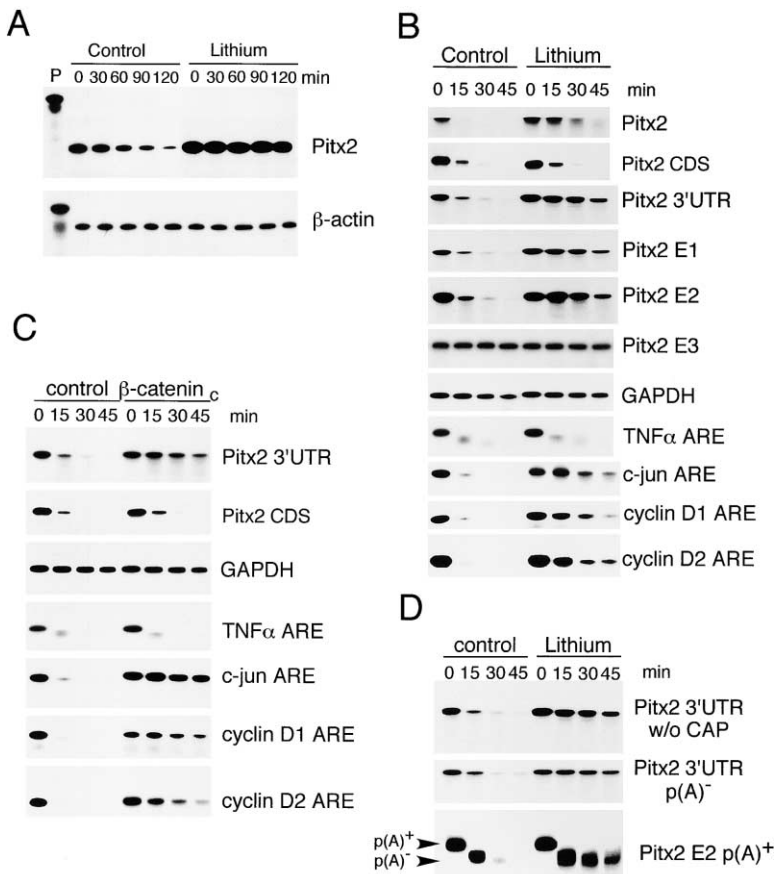 A
Control Lithium
P 0 30 60 90 120 0 30 60 90 120 min
Pitx2
β-actin
B
Control Lithium
0 15 30 45 0 15 30 45 min
Pitx2
Pitx2 CDS
Pitx2 3'UTR
Pitx2 E1
Pitx2 E2
Pitx2 E3
GAPDH
TNFα ARE
c-jun ARE
cyclin D1 ARE
cyclin D2 ARE
C
control β-catenin c
0 15 30 45 0 15 30 45 min
Pitx2 3'UTR
Pitx2 CDS
GAPDH
TNFα ARE
c-jun ARE
cyclin D1 ARE
cyclin D2 ARE
D
control Lithium
0 15 30 45 0 15 30 45 min
Pitx2 3'UTR
w/o CAP
Pitx2 3'UTR
p(A)⁻
p(A)⁺
p(A)⁻
Pitx2 E2 p(A)⁺